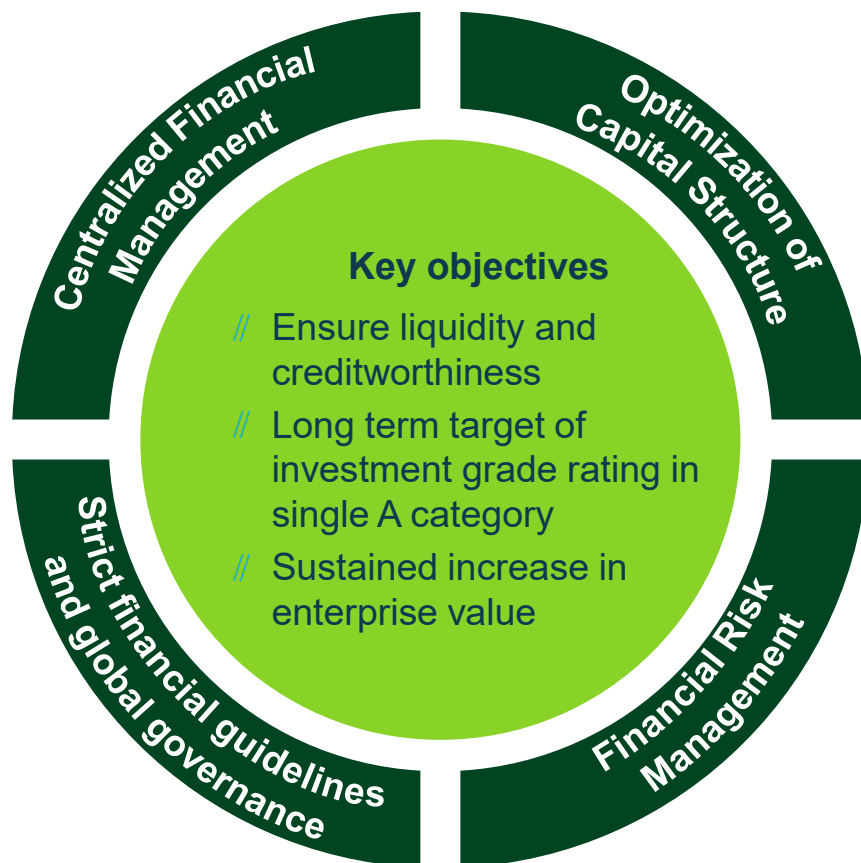 Centralized Financial
Management
Optimization of
Capital Structure
Key objectives
// Ensure liquidity and
creditworthiness
// Long term target of
investment grade rating in
single A category
// Sustained increase in
enterprise value
Strict financial guidelines
and global governance
Financial Risk
Management